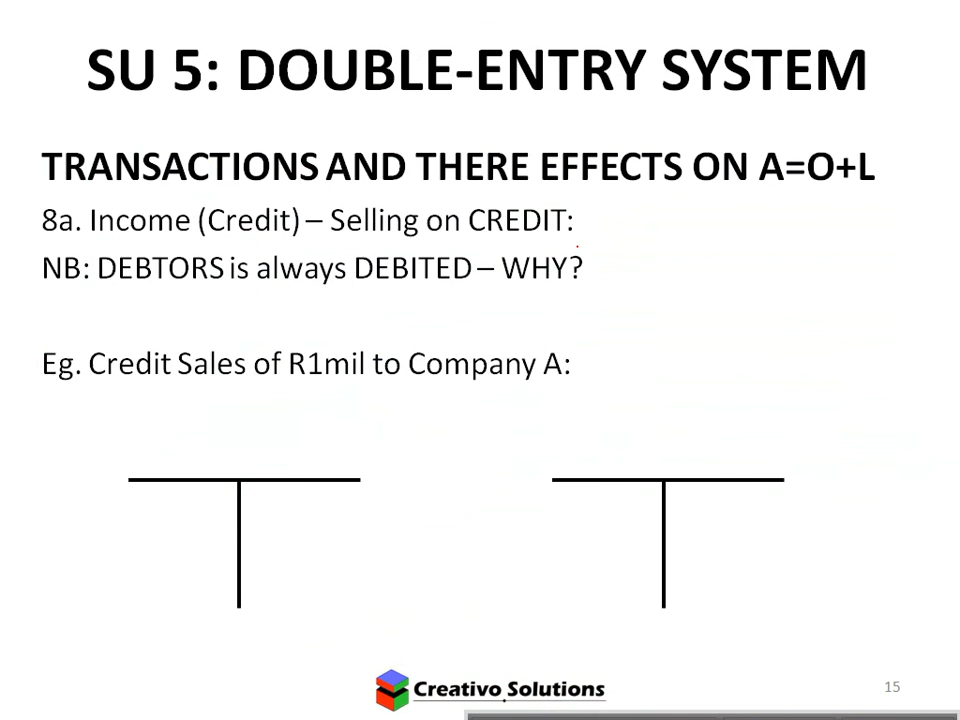 SU 5: DOUBLE-ENTRY SYSTEM
TRANSACTIONS AND THERE EFFECTS ON A=O+L
8a. Income (Credit) – Selling on CREDIT:
NB: DEBTORS is always DEBITED – WHY?
Eg. Credit Sales of R1mil to Company A:
Creativo Solutions
15